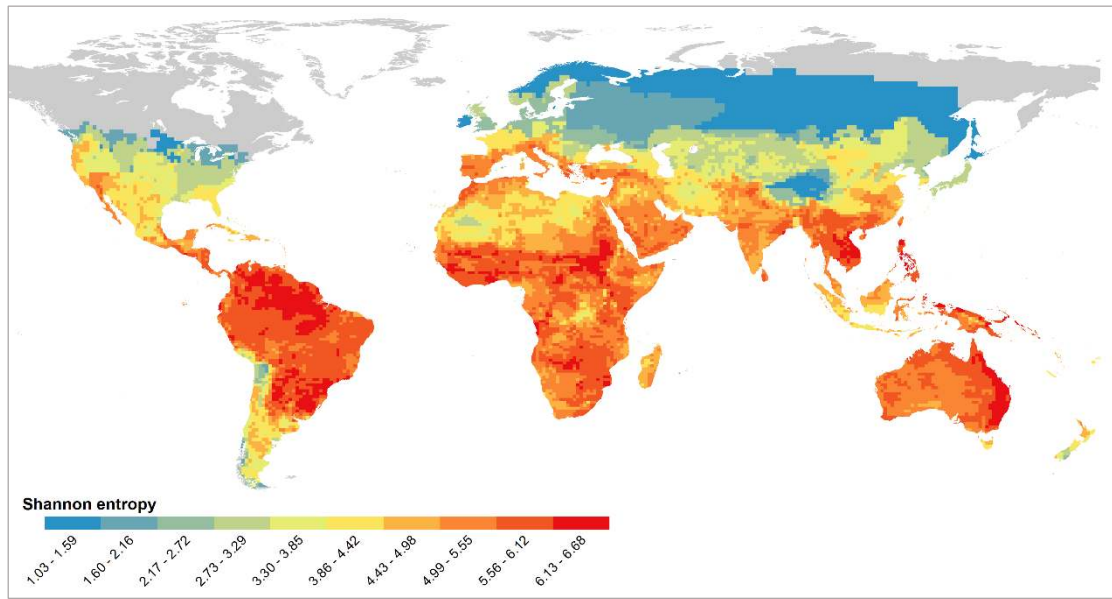 Shannon entropy
1.03 - 1.59
1.60 - 2.16
2.17 - 2.72
2.73 - 3.29
3.30 - 3.85
3.86 - 4.42
4.43 - 4.98
4.99 - 5.55
5.56 - 6.12
6.13 - 6.68